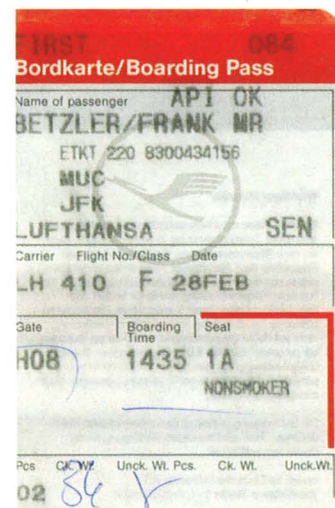 FIRST 084
Bordkarte/Boarding Pass
Name of passenger API OK
BETZLER/FRANK MR
ETKT 220 8300434156
MUC
JFK
LUFTHANSA SEN
Carrier Flight No./Class Date
LH 410 F 28FEB
Gate Boarding Time Seat
H08 1435 1A
NONSMOKER
Pcs Ck. Wt. Unck. Wt. Pcs. Ck. Wt. Unck.Wt.
02